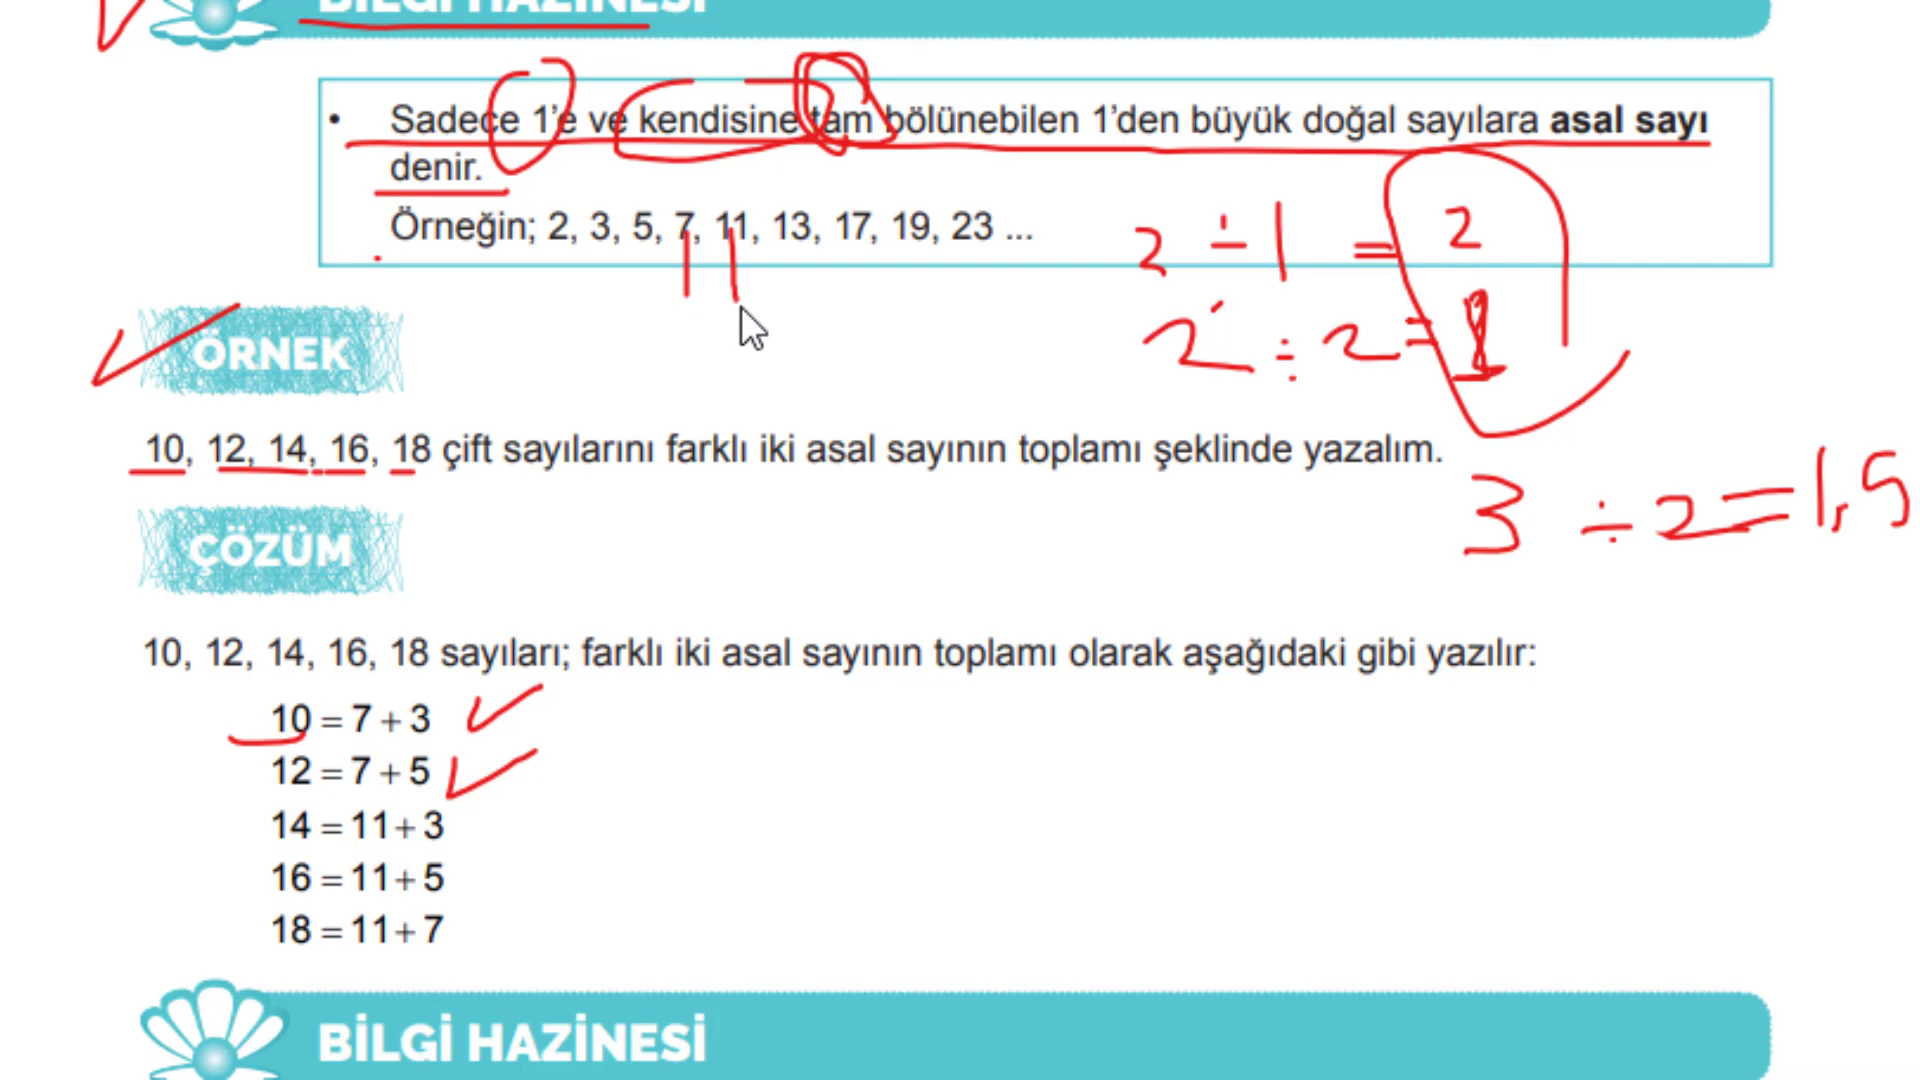 BİLGİ HAZİNESİ
• Sadece 1'e ve kendisine tam bölünebilen 1'den büyük doğal sayılara asal sayı
denir.
Örneğin; 2, 3, 5, 7, 11, 13, 17, 19, 23 ...
2 ÷ 1 = 2
2 ÷ 2 = 1
ÖRNEK
10, 12, 14, 16, 18 çift sayılarını farklı iki asal sayının toplamı şeklinde yazalım.
3 ÷ 2 = 1,5
ÇÖZÜM
10, 12, 14, 16, 18 sayıları; farklı iki asal sayının toplamı olarak aşağıdaki gibi yazılır:
10 = 7 + 3
12 = 7 + 5
14 = 11 + 3
16 = 11 + 5
18 = 11 + 7
BİLGİ HAZİNESİ